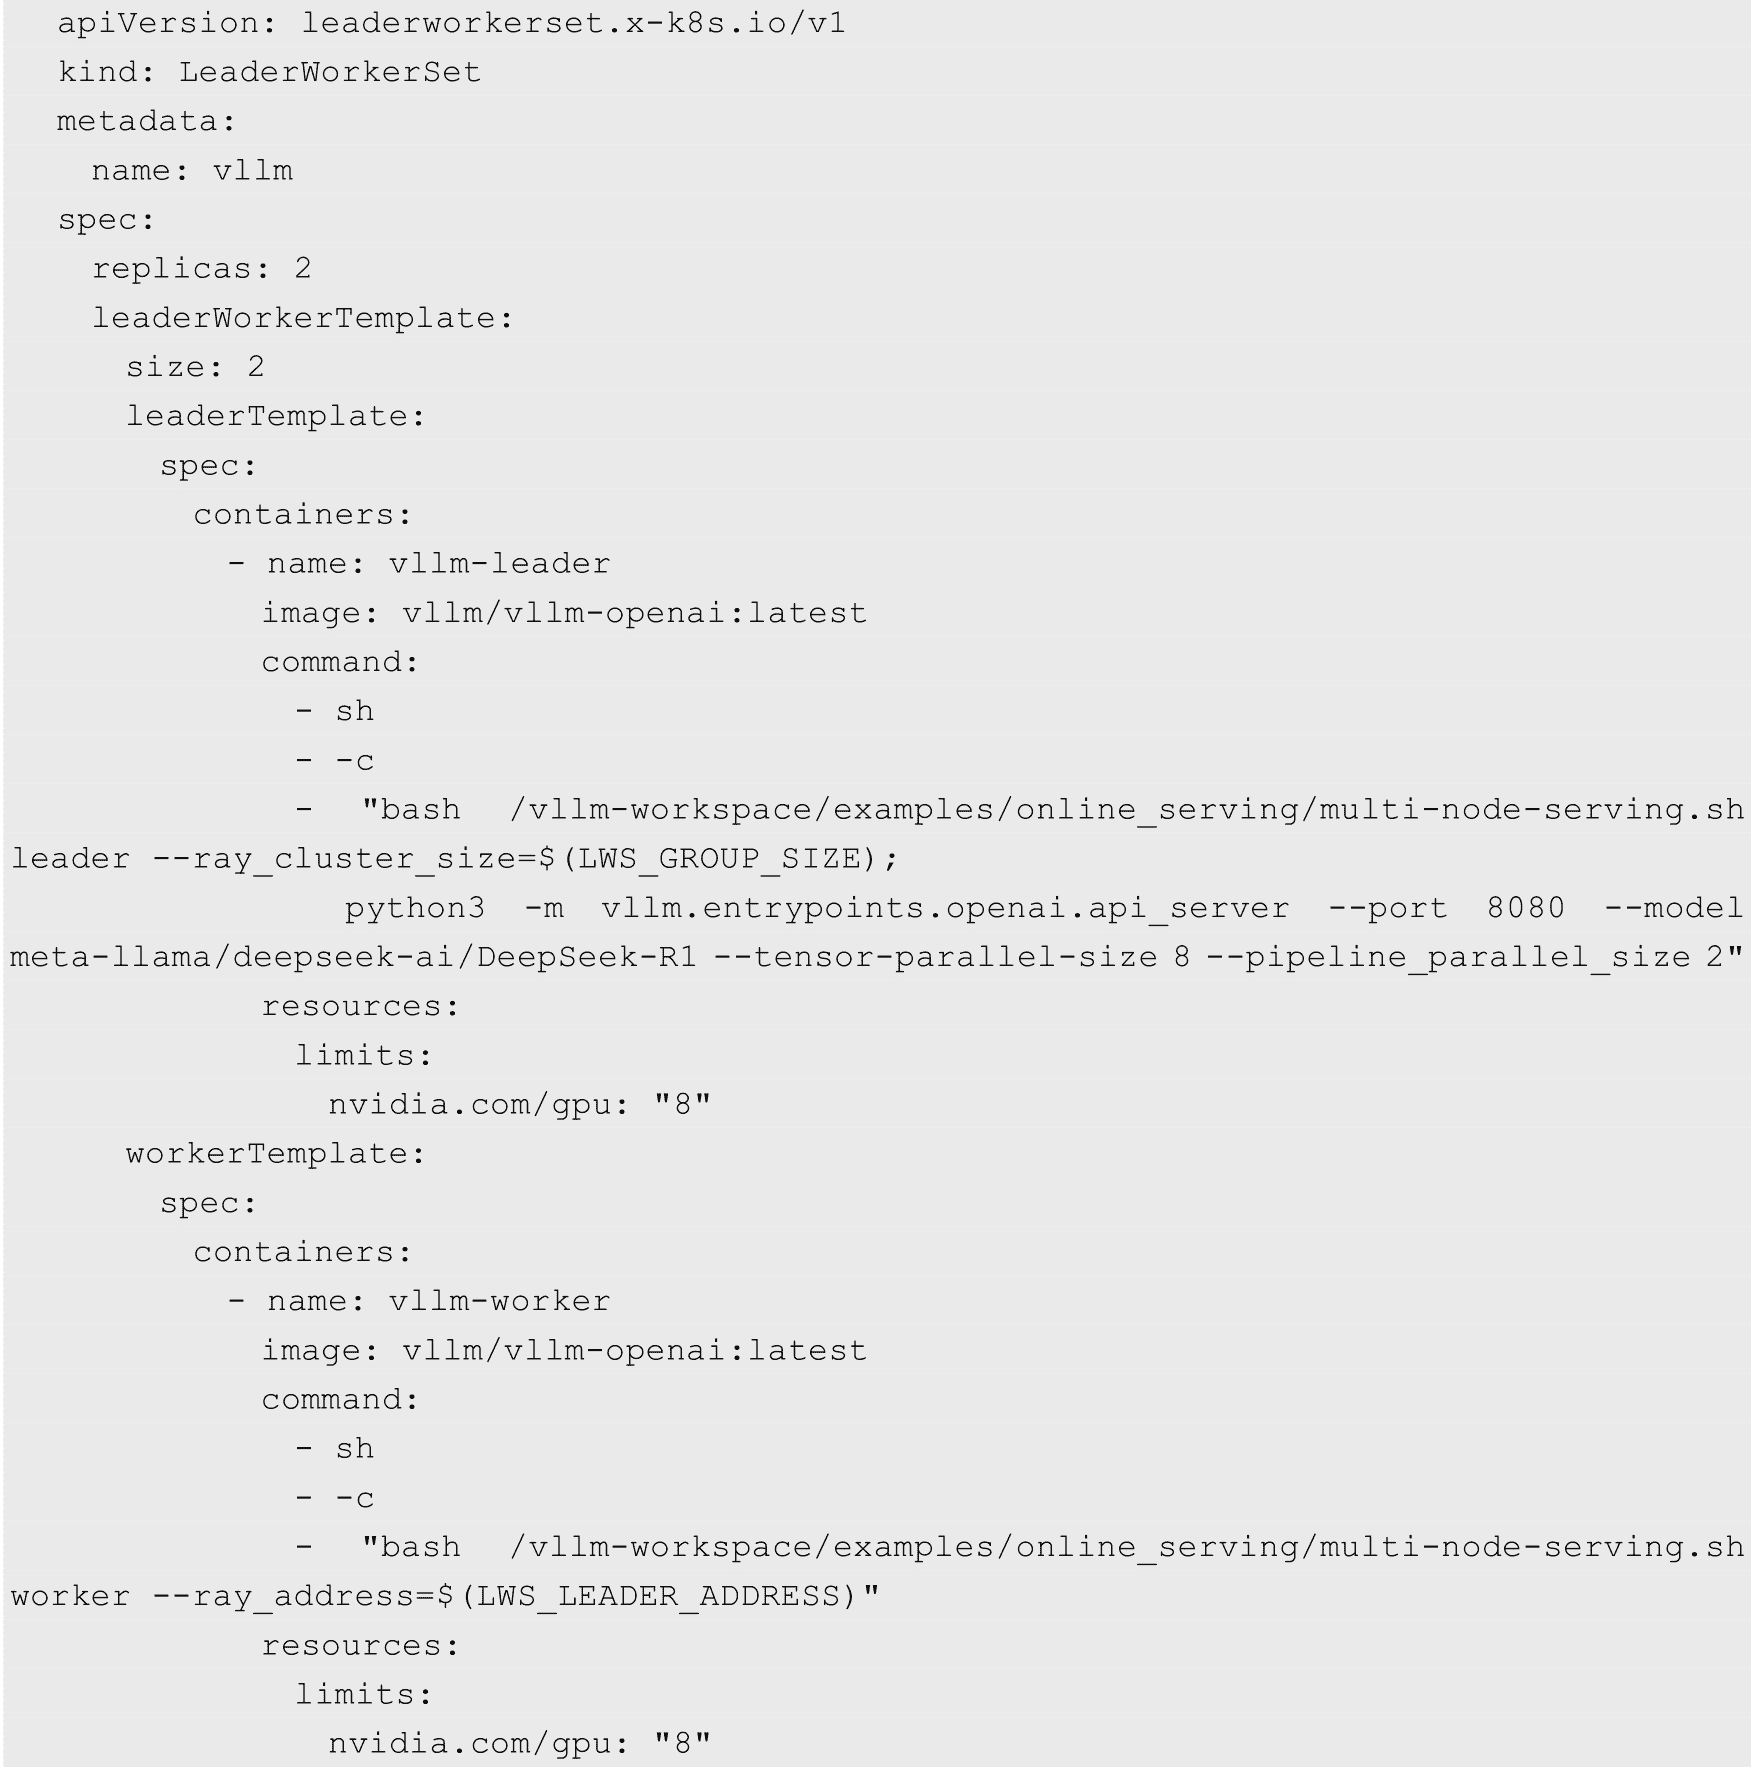 apiVersion: leaderworkerset.x-k8s.io/v1
kind: LeaderWorkerSet
metadata:
  name: vllm
spec:
  replicas: 2
  leaderWorkerTemplate:
    size: 2
    leaderTemplate:
      spec:
        containers:
          - name: vllm-leader
            image: vllm/vllm-openai:latest
            command:
              - sh
              - -c
              - "bash /vllm-workspace/examples/online_serving/multi-node-serving.sh
leader --ray_cluster_size=$(LWS_GROUP_SIZE);
                 python3 -m vllm.entrypoints.openai.api_server --port 8080 --model
meta-llama/deepseek-ai/DeepSeek-R1 --tensor-parallel-size 8 --pipeline_parallel_size 2"
            resources:
              limits:
                nvidia.com/gpu: "8"
    workerTemplate:
      spec:
        containers:
          - name: vllm-worker
            image: vllm/vllm-openai:latest
            command:
              - sh
              - -c
              - "bash /vllm-workspace/examples/online_serving/multi-node-serving.sh
worker --ray_address=$(LWS_LEADER_ADDRESS)"
            resources:
              limits:
                nvidia.com/gpu: "8"